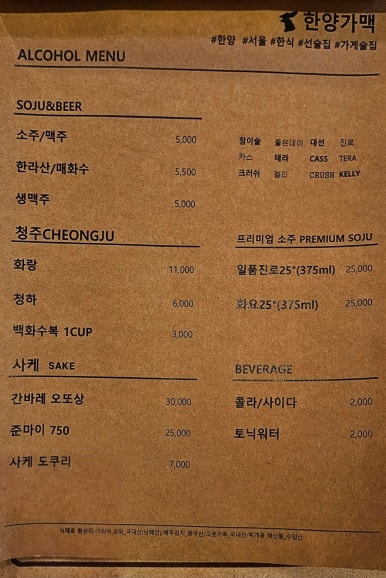 한양가맥
#한양 #서울 #한식 #선술집 #가게술집
ALCOHOL MENU
SOJU&BEER
소주/맥주 5,000
한라산/매화수 5,500
생맥주 5,000
참이슬 좋은데이 대선 진로
카스 테라 CASS TERA
크러쉬 켈리 CRUSH KELLY
청주CHEONGJU
화랑 11,000
청하 6,000
백화수복 1CUP 3,000
프리미엄 소주 PREMIUM SOJU
일품진로25°(375ml) 25,000
화요25°(375ml) 25,000
사케 SAKE
간바레 오또상 30,000
준마이 750 25,000
사케 도쿠리 7,000
BEVERAGE
콜라/사이다 2,000
토닉워터 2,000